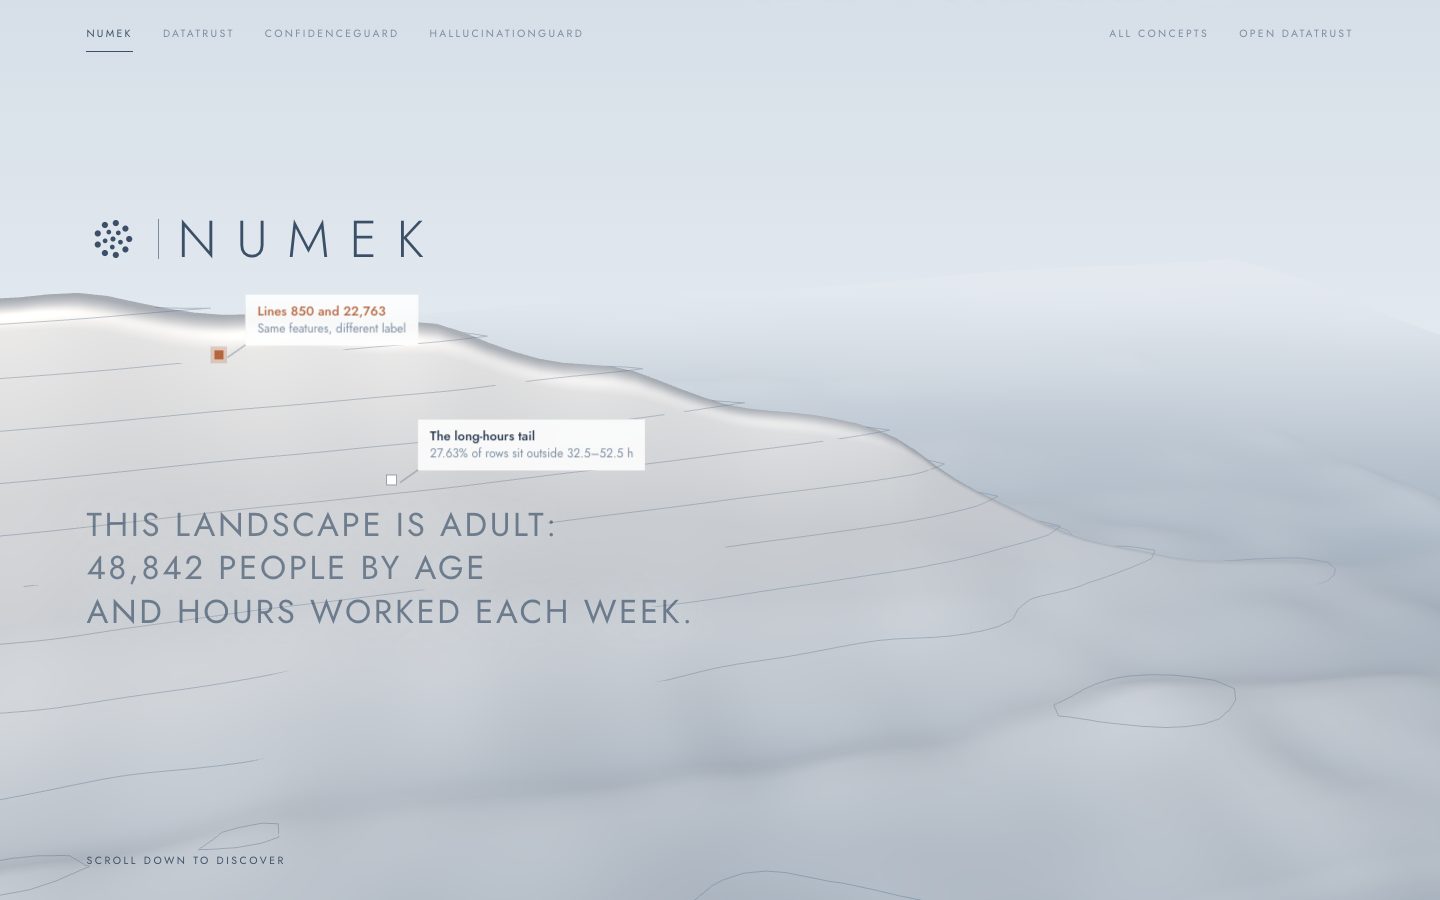 NUMEK DATATRUST CONFIDENCEGUARD HALLUCINATIONGUARD ALL CONCEPTS OPEN DATATRUST
NUMEK
Lines 850 and 22,763
Same features, different label
The long-hours tail
27.63% of rows sit outside 32.5–52.5 h
THIS LANDSCAPE IS ADULT:
48,842 PEOPLE BY AGE
AND HOURS WORKED EACH WEEK.
SCROLL DOWN TO DISCOVER